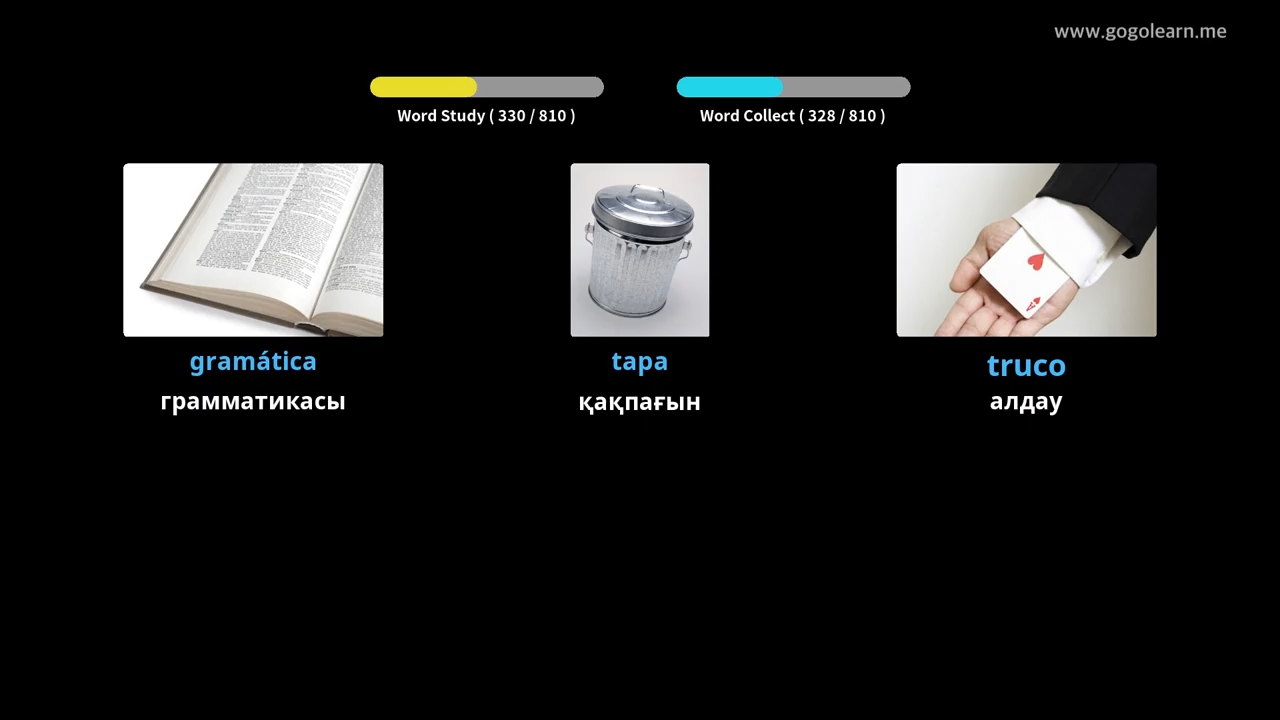 www.gogolearn.me
Word Study ( 330 / 810 )
Word Collect ( 328 / 810 )
gramática
tapa
truco
грамматикасы
қақпағын
алдау